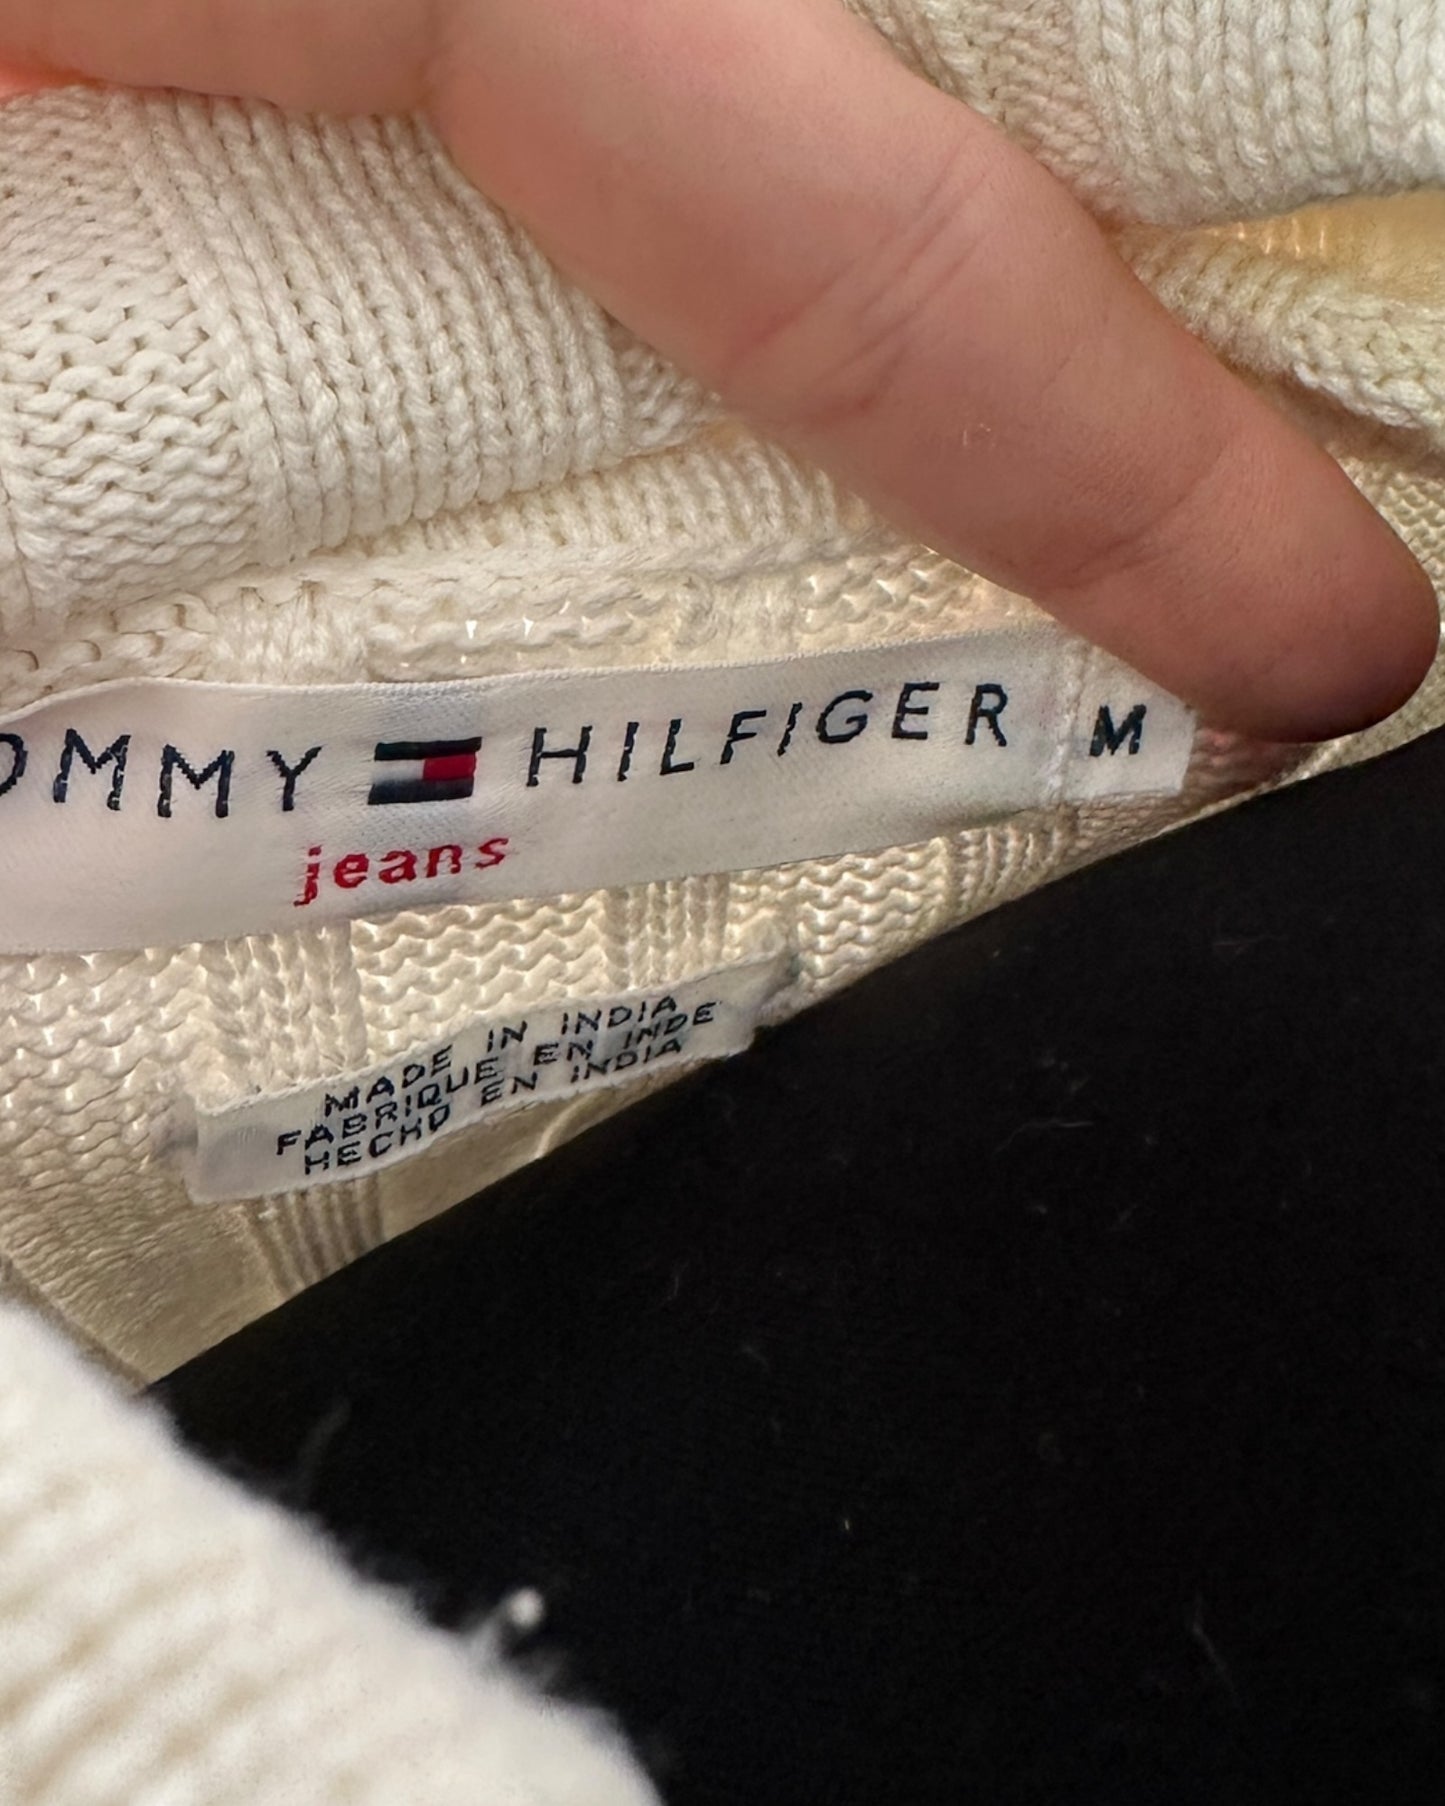 OMMY HILFIGER M
jeans
MADE IN INDIA
FABRIQUE EN INDE
HECHO EN INDIA